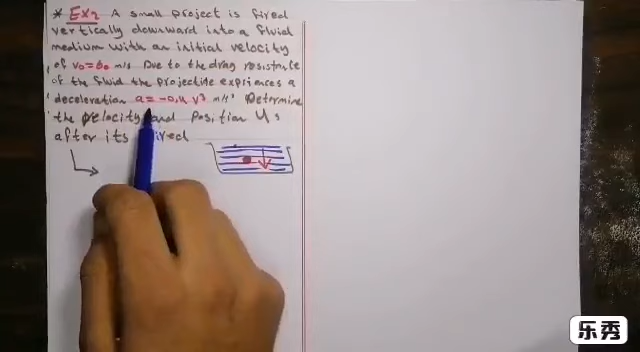 * Ex2 A small project is fired
vertically downward into a fluid
medium with an initial velocity
of v₀=60 m/s Due to the drag resistance
of the fluid the projectile expriences a
deceleration a = -0,4 v³ m/s² Determine
the velocity and Position 4s
after its fired
乐秀